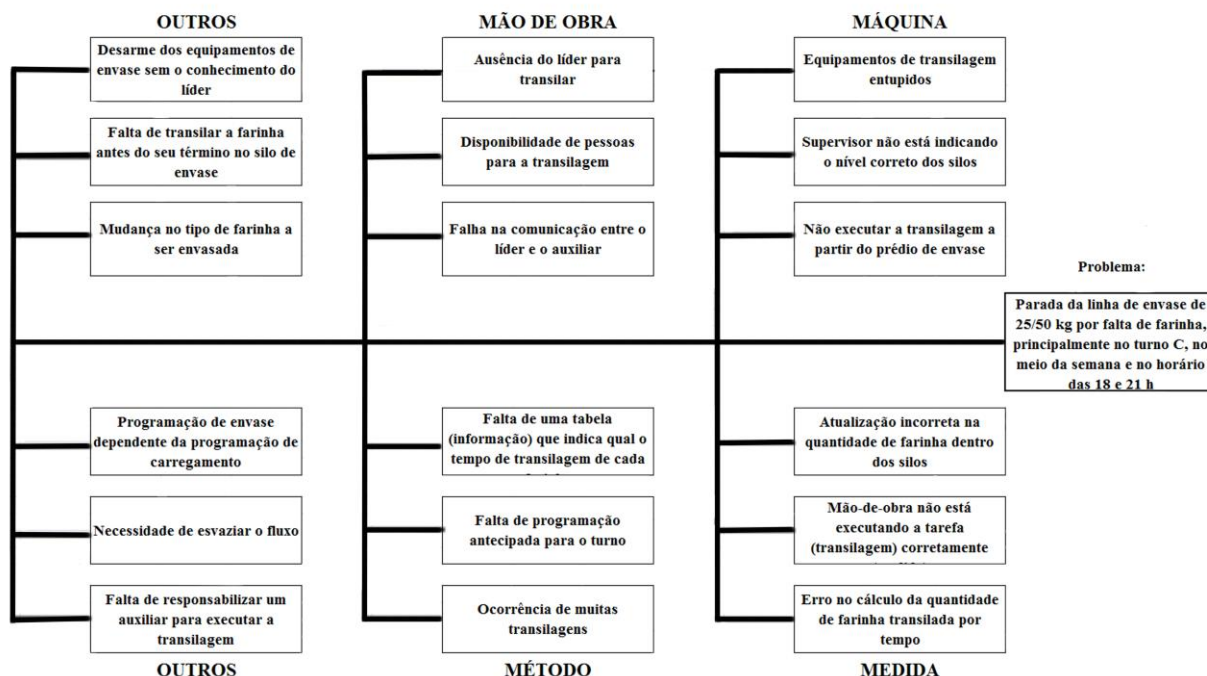 OUTROS
Desarme dos equipamentos de
envase sem o conhecimento do
líder
Falta de transilar a farinha
antes do seu término no silo de
envase
Mudança no tipo de farinha a
ser envasada
MÃO DE OBRA
Ausência do líder para
transilar
Disponibilidade de pessoas
para a transilagem
Falha na comunicação entre o
líder e o auxiliar
MÁQUINA
Equipamentos de transilagem
entupidos
Supervisor não está indicando
o nível correto dos silos
Não executar a transilagem a
partir do prédio de envase
Problema:
Parada da linha de envase de
25/50 kg por falta de farinha,
principalmente no turno C, no
meio da semana e no horário
das 18 e 21 h
Programação de envase
dependente da programação de
carregamento
Necessidade de esvaziar o fluxo
Falta de responsabilizar um
auxiliar para executar a
transilagem
OUTROS
Falta de uma tabela
(informação) que indica qual o
tempo de transilagem de cada
Falta de programação
antecipada para o turno
Ocorrência de muitas
transilagens
MÉTODO
Atualização incorreta na
quantidade de farinha dentro
dos silos
Mão-de-obra não está
executando a tarefa
(transilagem) corretamente
Erro no cálculo da quantidade
de farinha transilada por
tempo
MEDIDA